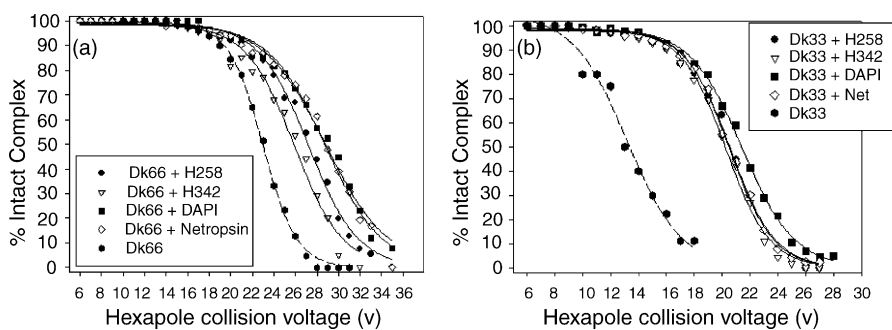 (a)
% Intact Complex
100
90
80
70
60
50
40
30
20
10
0
Dk66 + H258
Dk66 + H342
Dk66 + DAPI
Dk66 + Netropsin
Dk66
6 8 10 12 14 16 18 20 22 24 26 28 30 32 34 36
Hexapole collision voltage (v)
(b)
% Intact Complex
100
90
80
70
60
50
40
30
20
10
0
Dk33 + H258
Dk33 + H342
Dk33 + DAPI
Dk33 + Net
Dk33
6 8 10 12 14 16 18 20 22 24 26 28 30
Hexapole collision voltage (v)